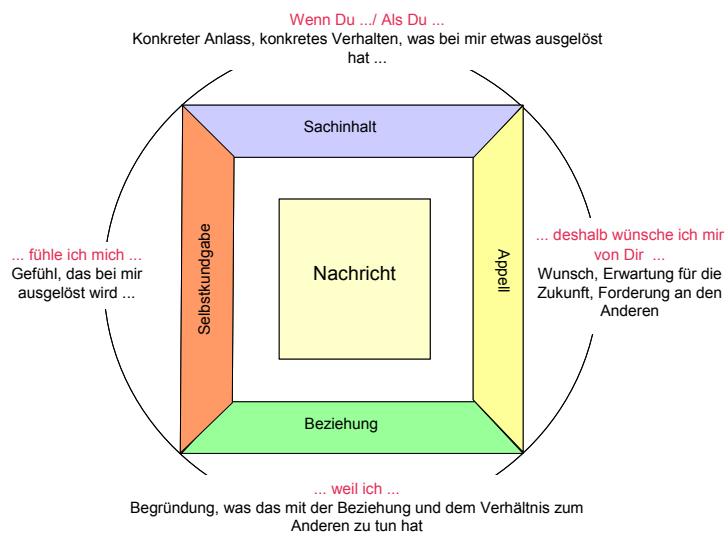 Wenn Du .../ Als Du ...
Konkreter Anlass, konkretes Verhalten, was bei mir etwas ausgelöst
hat ...
Sachinhalt
... fühle ich mich ...
Gefühl, das bei mir
ausgelöst wird ...
Selbstkundgabe
Nachricht
Appell
... deshalb wünsche ich mir
von Dir ...
Wunsch, Erwartung für die
Zukunft, Forderung an den
Anderen
Beziehung
... weil ich ...
Begründung, was das mit der Beziehung und dem Verhältnis zum
Anderen zu tun hat